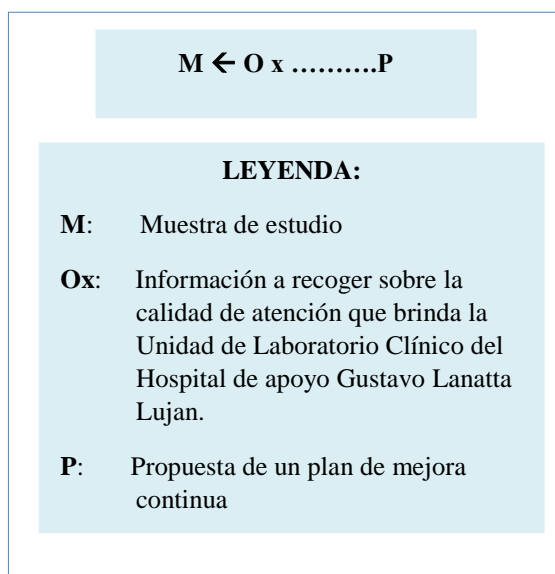 M ← O x ……….P
LEYENDA:
M: Muestra de estudio
Ox: Información a recoger sobre la
calidad de atención que brinda la
Unidad de Laboratorio Clínico del
Hospital de apoyo Gustavo Lanatta
Lujan.
P: Propuesta de un plan de mejora
continua